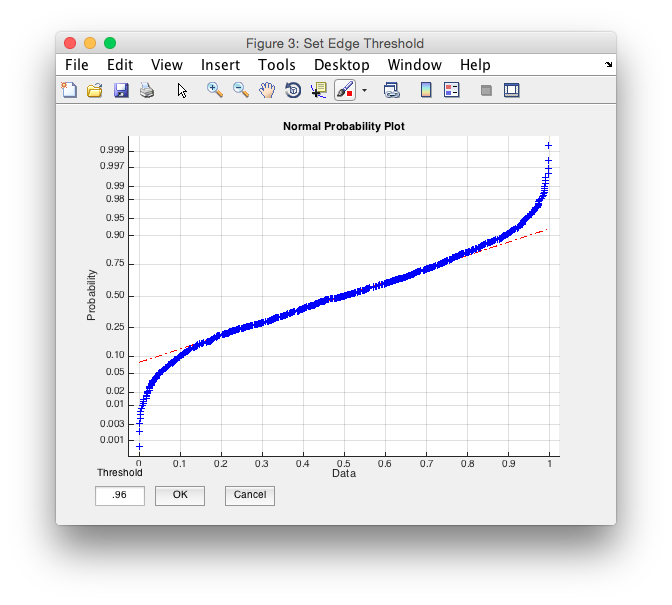 Figure 3: Set Edge Threshold
File Edit View Insert Tools Desktop Window Help
Normal Probability Plot
0.999
0.997
0.99
0.98
0.95
0.90
0.75
0.50
0.25
0.10
0.05
0.02
0.01
0.003
0.001
Probability
0 0.1 0.2 0.3 0.4 0.5 0.6 0.7 0.8 0.9 1
Data
Threshold
.96 OK Cancel